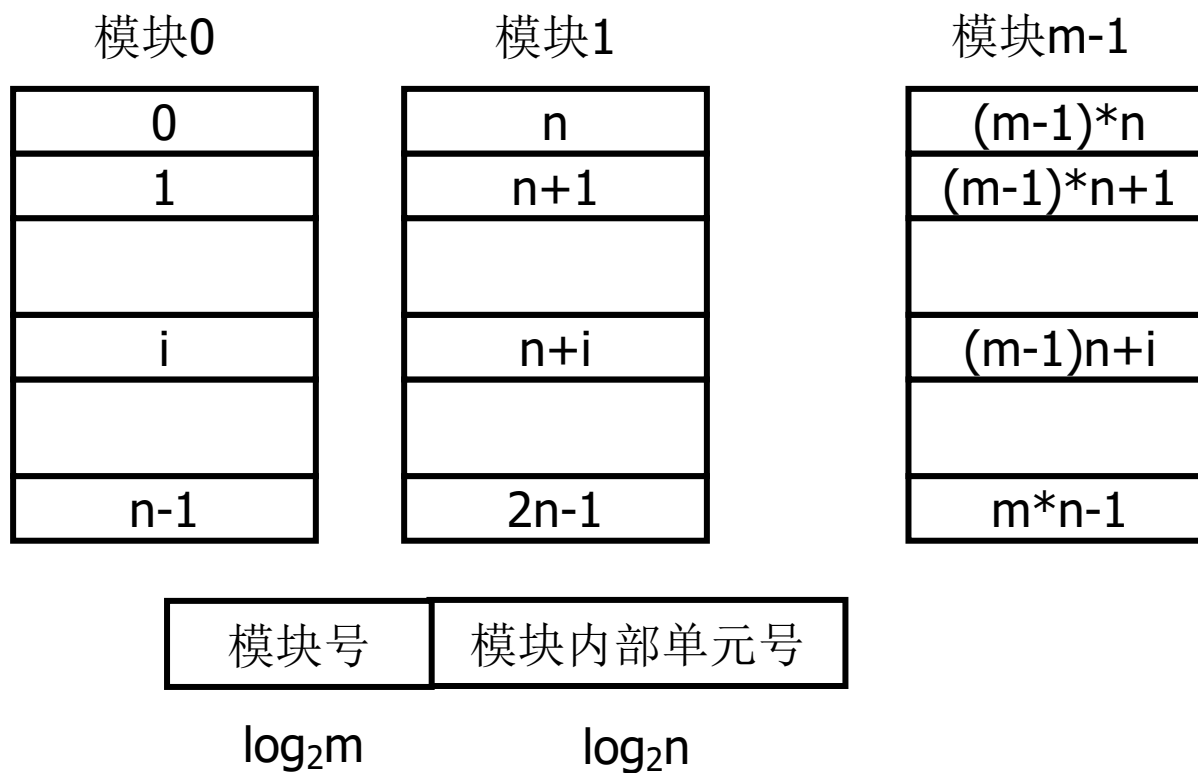 模块0 模块1 模块m-1
0 n (m-1)*n
1 n+1 (m-1)*n+1
i n+i (m-1)n+i
n-1 2n-1 m*n-1
模块号 模块内部单元号
log₂m log₂n